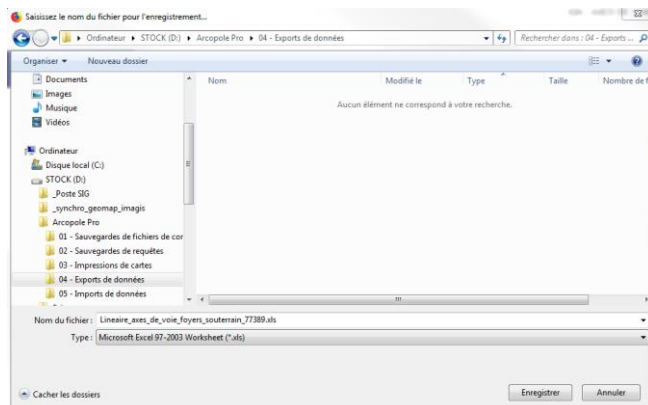 Saisissez le nom du fichier pour l'enregistrement...
Ordinateur ▸ STOCK (D:) ▸ Arcopole Pro ▸ 04 - Exports de données
Rechercher dans : 04 - Exports ...
Organiser Nouveau dossier
Documents
Images
Musique
Vidéos
Ordinateur
Disque local (C:)
STOCK (D:)
_Poste SIG
_synchro_geomap_imagis
Arcopole Pro
01 - Sauvegardes de fichiers de cor
02 - Sauvegardes de requêtes
03 - Impressions de cartes
04 - Exports de données
05 - Imports de données
Nom Modifié le Type Taille Nombre de f
Aucun élément ne correspond à votre recherche.
Nom du fichier : Lineaire_axes_de_voie_foyers_souterrain_77389.xls
Type : Microsoft Excel 97-2003 Worksheet (*.xls)
Cacher les dossiers
Enregistrer Annuler